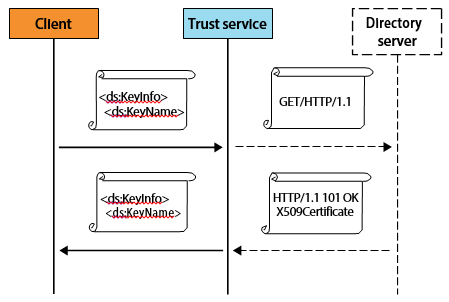 Client
Trust service
Directory
server
<ds:KeyInfo>
<ds:KeyName>
GET/HTTP/1.1
<ds:KeyInfo>
<ds:KeyName>
HTTP/1.1 101 OK
X509Certificate